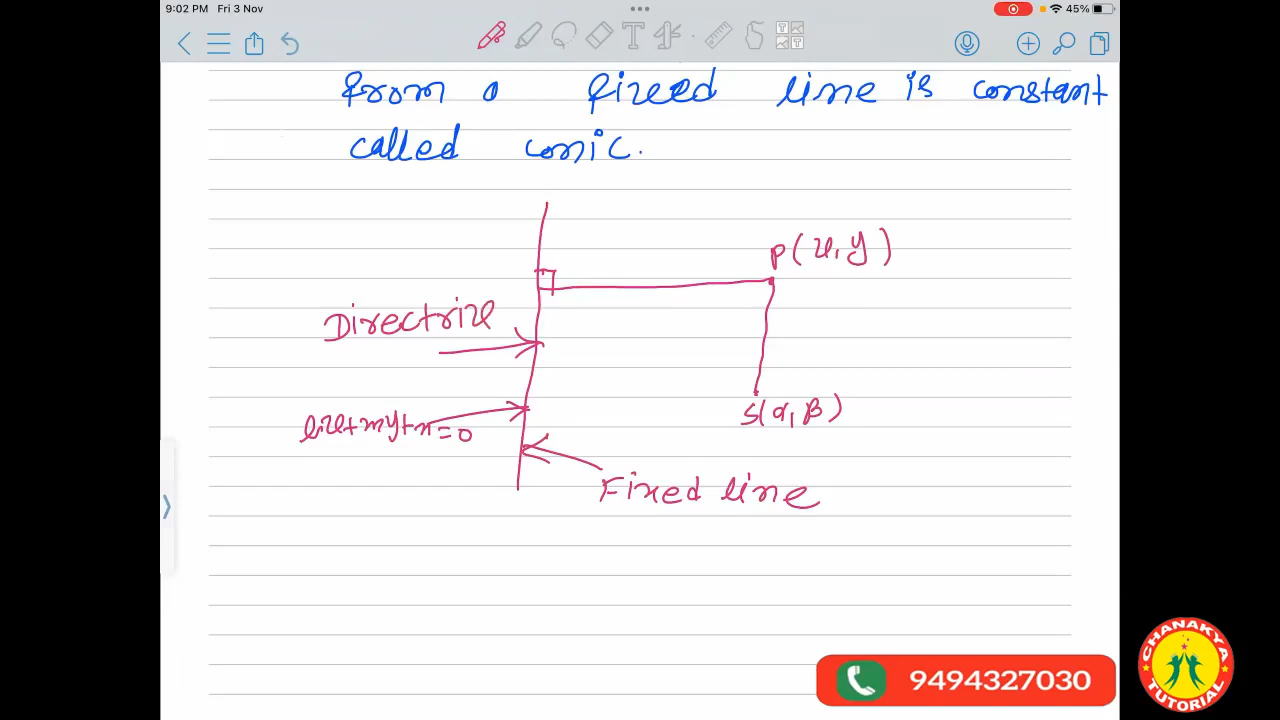 9:02 PM Fri 3 Nov
45%
from a fixed line is constant
called conic.
P(x, y)
Directrix
S(α, β)
lx+my+n=0
Fixed line
9494327030
CHANAKYA
TUTORIAL